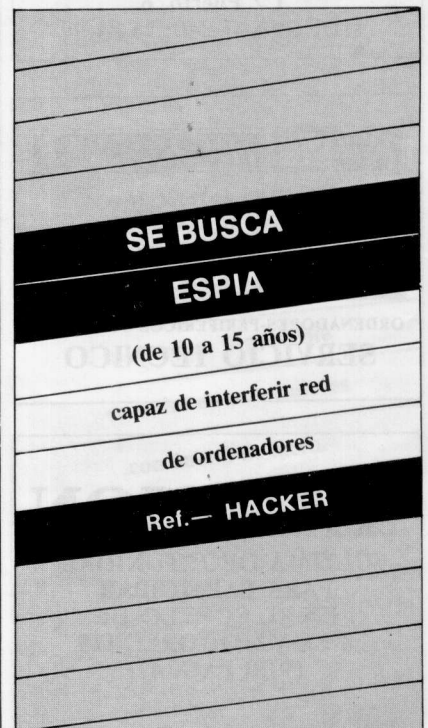 SE BUSCA
ESPIA
(de 10 a 15 años)
capaz de interferir red
de ordenadores
Ref.— HACKER